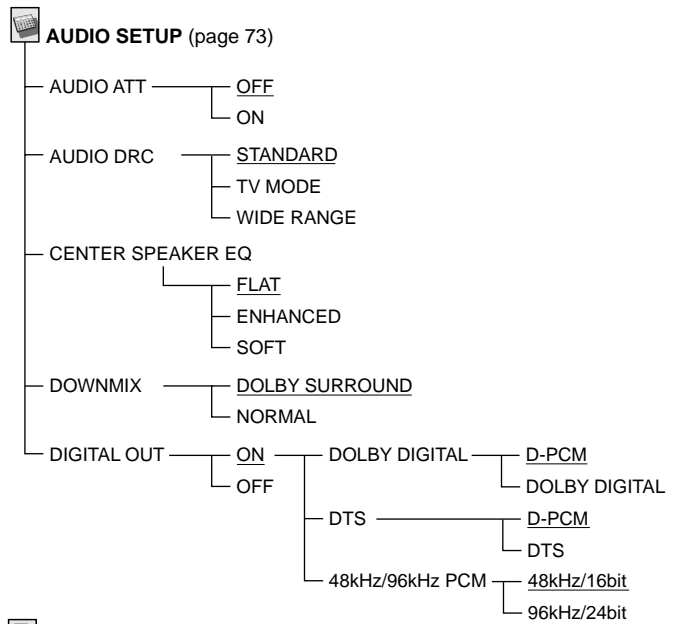 AUDIO SETUP (page 73)
AUDIO ATT OFF
ON
AUDIO DRC STANDARD
TV MODE
WIDE RANGE
CENTER SPEAKER EQ
FLAT
ENHANCED
SOFT
DOWNMIX DOLBY SURROUND
NORMAL
DIGITAL OUT ON DOLBY DIGITAL D-PCM
OFF DOLBY DIGITAL
DTS D-PCM
DTS
48kHz/96kHz PCM 48kHz/16bit
96kHz/24bit